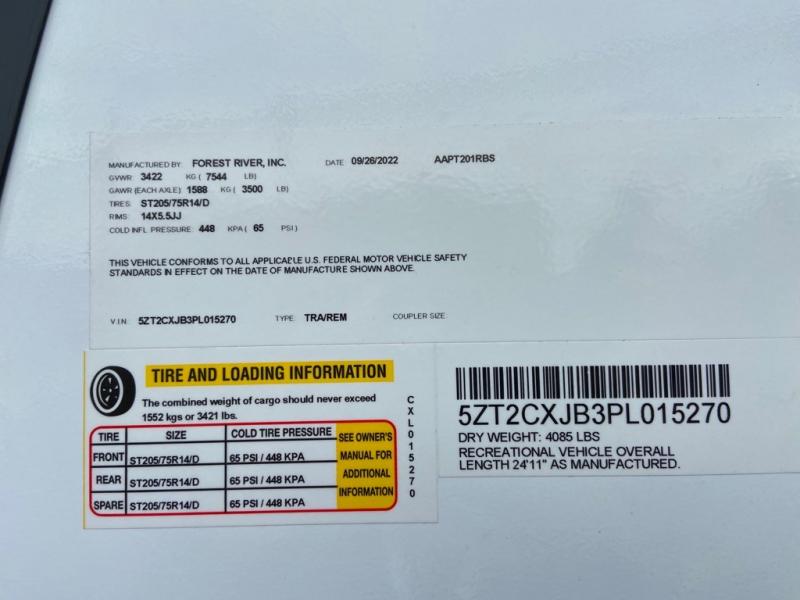 MANUFACTURED BY: FOREST RIVER, INC. DATE: 09/26/2022 AAPT201RBS
GVWR: 3422 KG ( 7544 LB)
GAWR (EACH AXLE) 1588 KG ( 3500 LB)
TIRES: ST205/75R14/D
RIMS: 14X5.5JJ
COLD INFL PRESSURE: 448 KPA ( 65 PSI )
THIS VEHICLE CONFORMS TO ALL APPLICABLE U.S. FEDERAL MOTOR VEHICLE SAFETY
STANDARDS IN EFFECT ON THE DATE OF MANUFACTURE SHOWN ABOVE.
V.I.N: 5ZT2CXJB3PL015270 TYPE: TRA/REM COUPLER SIZE:
TIRE AND LOADING INFORMATION
The combined weight of cargo should never exceed
1552 kgs or 3421 lbs.
TIRE SIZE COLD TIRE PRESSURE
FRONT ST205/75R14/D 65 PSI / 448 KPA
REAR ST205/75R14/D 65 PSI / 448 KPA
SPARE ST205/75R14/D 65 PSI / 448 KPA
SEE OWNER'S
MANUAL FOR
ADDITIONAL
INFORMATION
CXL015270
5ZT2CXJB3PL015270
DRY WEIGHT: 4085 LBS
RECREATIONAL VEHICLE OVERALL
LENGTH 24'11" AS MANUFACTURED.